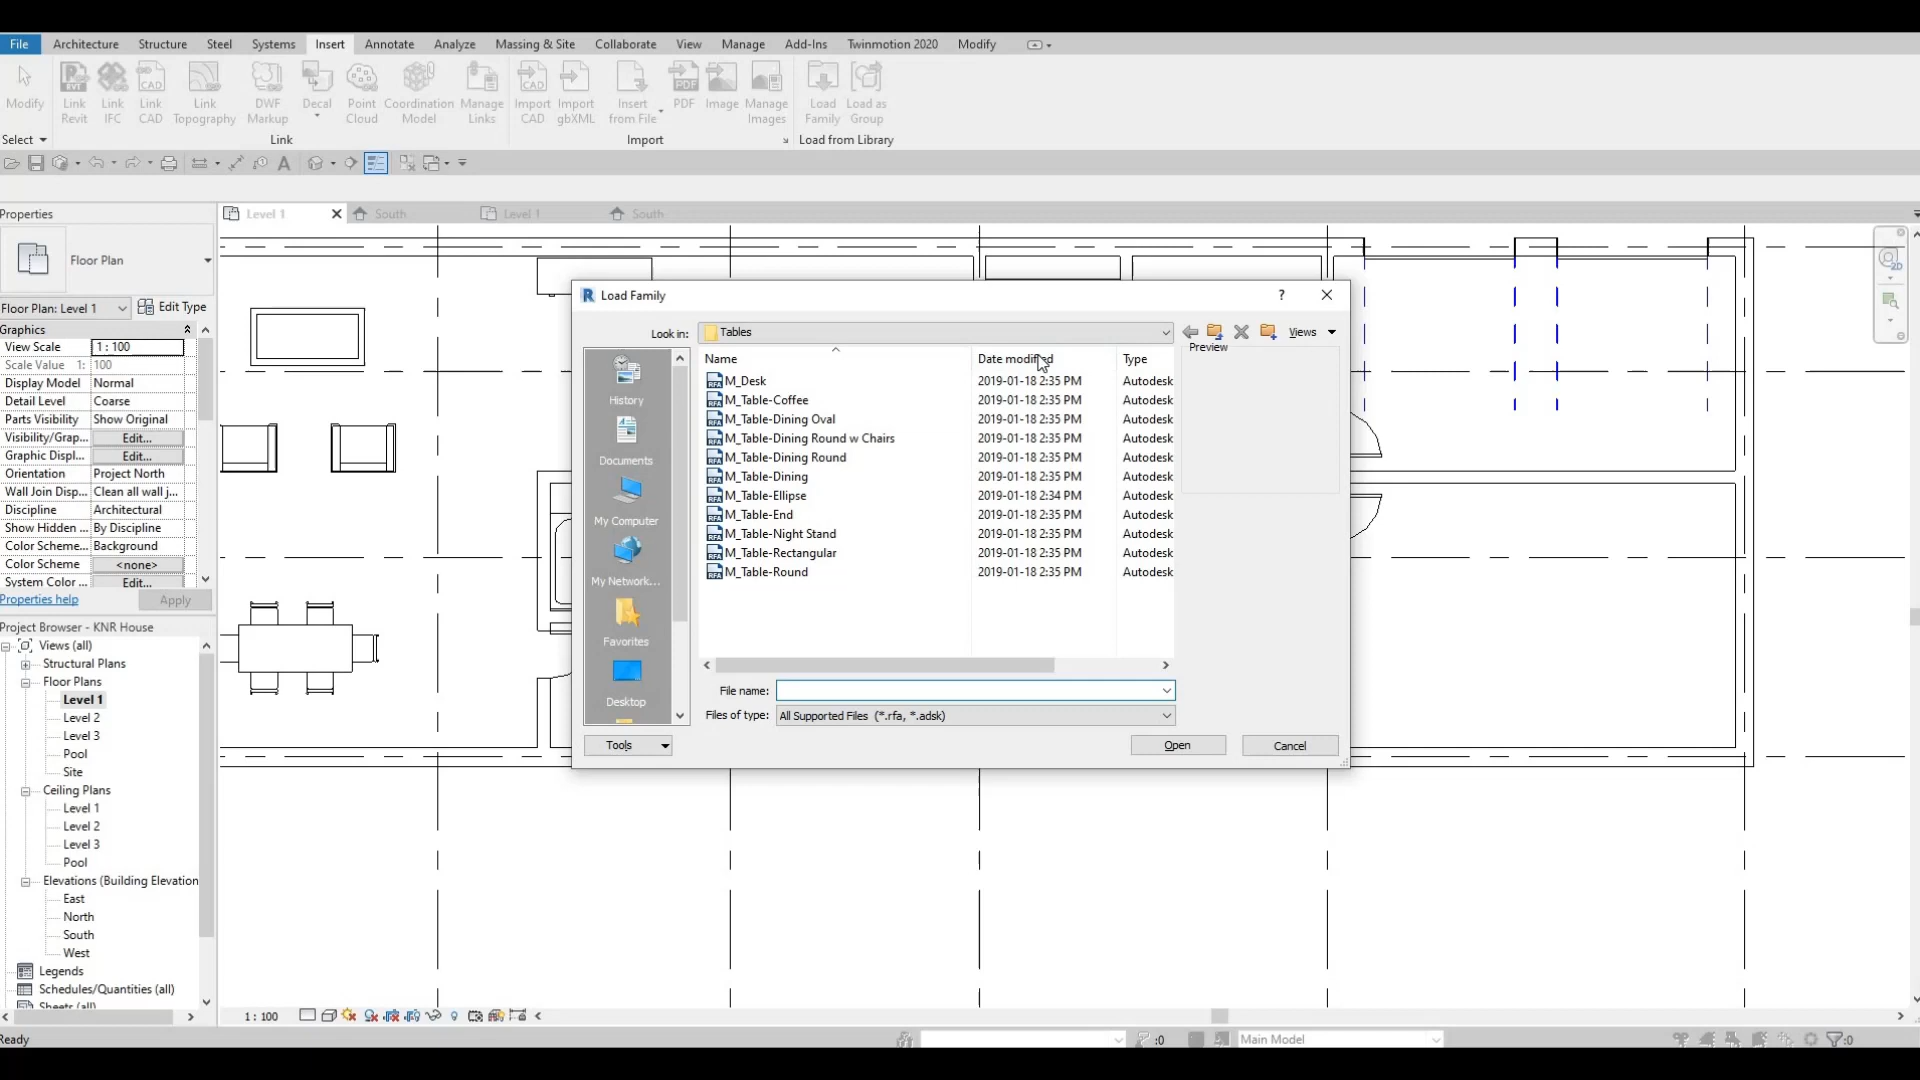 File Architecture Structure Steel Systems Insert Annotate Analyze Massing & Site Collaborate View Manage Add-Ins Twinmotion 2020 Modify
Modify Link Revit Link IFC Link CAD Link Topography DWF Markup Decal Point Cloud Coordination Model Manage Links Import CAD Import gbXML Insert from File PDF Image Manage Images Load Family Load as Group
Select Link Import Load from Library
Properties
Level 1 South Level 1 South
Floor Plan
Floor Plan: Level 1 Edit Type
Graphics
View Scale 1 : 100
Scale Value 1: 100
Display Model Normal
Detail Level Coarse
Parts Visibility Show Original
Visibility/Grap... Edit...
Graphic Displ... Edit...
Orientation Project North
Wall Join Disp... Clean all wall j...
Discipline Architectural
Show Hidden ... By Discipline
Color Scheme... Background
Color Scheme <none>
System Color ... Edit...
Properties help Apply
Project Browser - KNR House
Views (all)
Structural Plans
Floor Plans
Level 1
Level 2
Level 3
Pool
Site
Ceiling Plans
Level 1
Level 2
Level 3
Pool
Elevations (Building Elevation
East
North
South
West
Legends
Schedules/Quantities (all)
Sheets (all)
Load Family ?
Look in: Tables Views
Preview
Name Date modified Type
M_Desk 2019-01-18 2:35 PM Autodesk
M_Table-Coffee 2019-01-18 2:35 PM Autodesk
M_Table-Dining Oval 2019-01-18 2:35 PM Autodesk
M_Table-Dining Round w Chairs 2019-01-18 2:35 PM Autodesk
M_Table-Dining Round 2019-01-18 2:35 PM Autodesk
M_Table-Dining 2019-01-18 2:35 PM Autodesk
M_Table-Ellipse 2019-01-18 2:34 PM Autodesk
M_Table-End 2019-01-18 2:35 PM Autodesk
M_Table-Night Stand 2019-01-18 2:35 PM Autodesk
M_Table-Rectangular 2019-01-18 2:35 PM Autodesk
M_Table-Round 2019-01-18 2:35 PM Autodesk
History
Documents
My Computer
My Network...
Favorites
Desktop
File name:
Files of type: All Supported Files (*.rfa, *.adsk)
Tools Open Cancel
1 : 100
Ready :0 Main Model :0